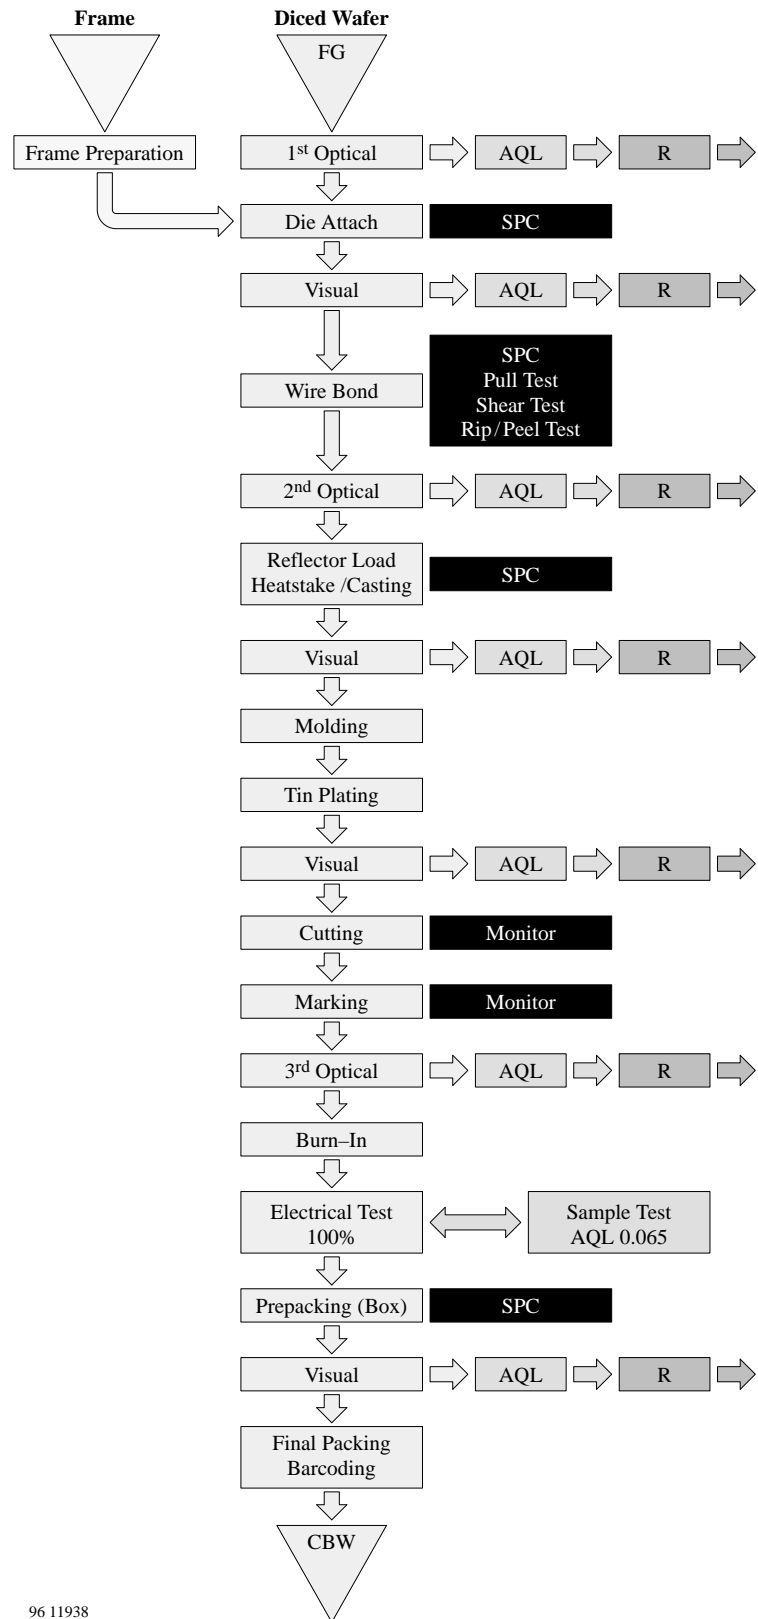 Frame
Diced Wafer
FG
Frame Preparation
1st Optical
AQL
R
Die Attach
SPC
Visual
AQL
R
Wire Bond
SPC
Pull Test
Shear Test
Rip/Peel Test
2nd Optical
AQL
R
Reflector Load
Heatstake /Casting
SPC
Visual
AQL
R
Molding
Tin Plating
Visual
AQL
R
Cutting
Monitor
Marking
Monitor
3rd Optical
AQL
R
Burn–In
Electrical Test
100%
Sample Test
AQL 0.065
Prepacking (Box)
SPC
Visual
AQL
R
Final Packing
Barcoding
CBW
96 11938